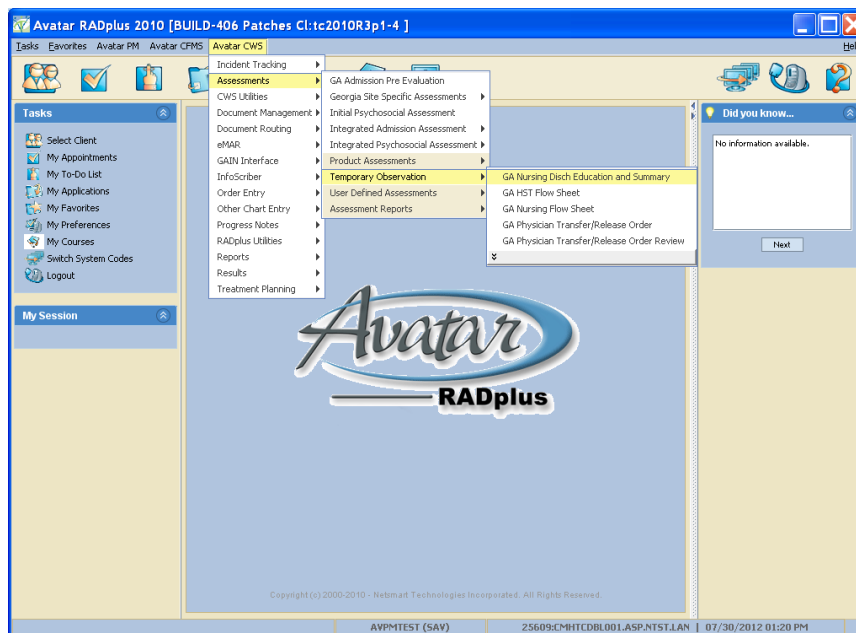 Avatar RADplus 2010 [BUILD-406 Patches Cl:tc2010R3p1-4 ]
Tasks Favorites Avatar PM Avatar CFMS Avatar CWS
Tasks
Select Client
My Appointments
My To-Do List
My Applications
My Favorites
My Preferences
My Courses
Switch System Codes
Logout
My Session
Incident Tracking
Assessments
CWS Utilities
Document Management
Document Routing
eMAR
GAIN Interface
InfoScriber
Order Entry
Other Chart Entry
Progress Notes
RADplus Utilities
Reports
Results
Treatment Planning
GA Admission Pre Evaluation
Georgia Site Specific Assessments
Initial Psychosocial Assessment
Integrated Admission Assessment
Integrated Psychosocial Assessment
Product Assessments
Temporary Observation
User Defined Assessments
Assessment Reports
GA Nursing Disch Education and Summary
GA HST Flow Sheet
GA Nursing Flow Sheet
GA Physician Transfer/Release Order
GA Physician Transfer/Release Order Review
Did you know...
No information available.
Next
Avatar
RADplus
Copyright (c) 2000-2010 - Netsmart Technologies Incorporated. All Rights Reserved.
AVPMTEST (SAV) 25609:CMHTCDBL001.ASP.NTST.LAN 07/30/2012 01:20 PM